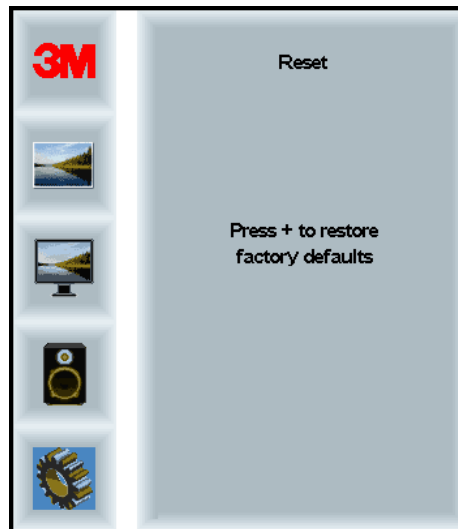 3M
Reset
Press + to restore
factory defaults